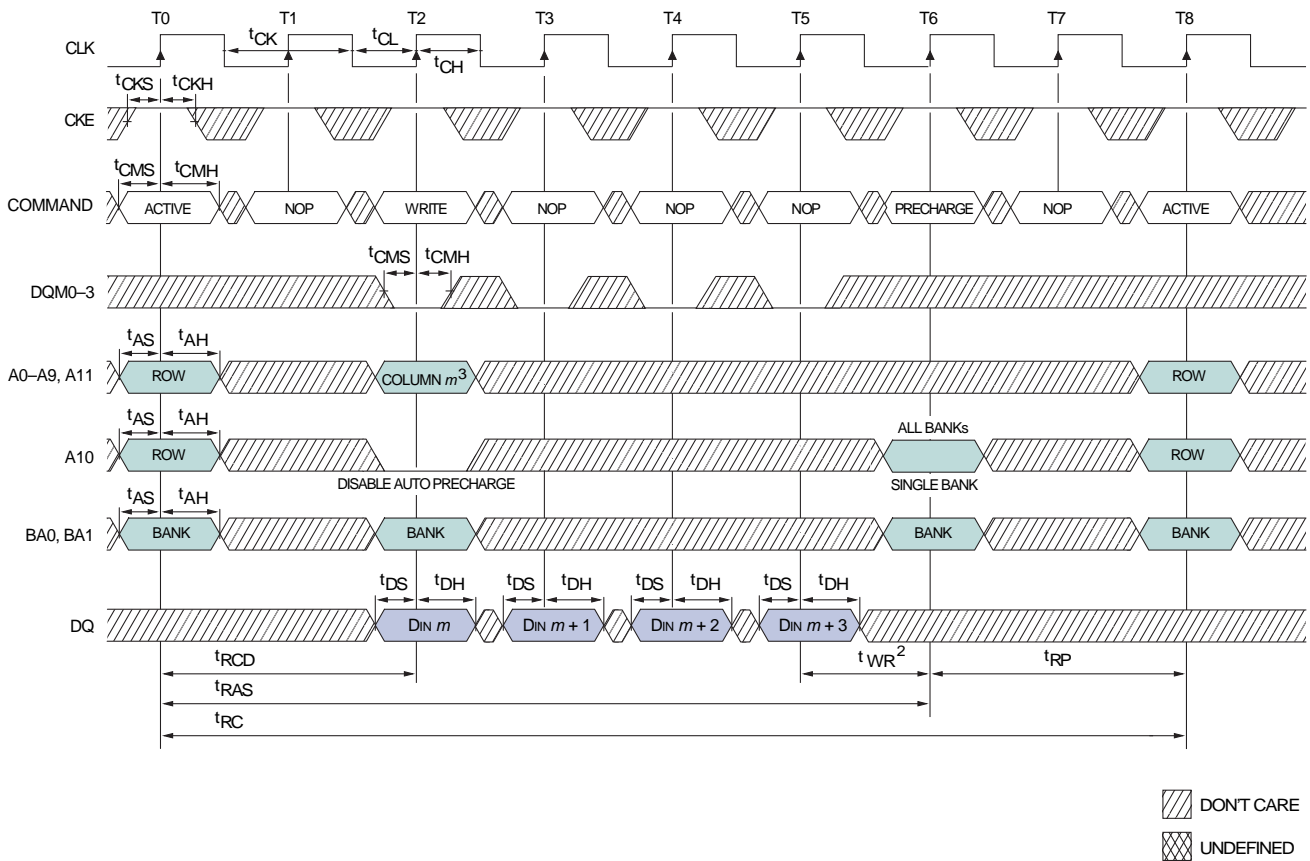 T0 T1 T2 T3 T4 T5 T6 T7 T8
CLK
tCK tCL
tCH
tCKS tCKH
CKE
tCMS tCMH
COMMAND ACTIVE NOP WRITE NOP NOP NOP PRECHARGE NOP ACTIVE
tCMS tCMH
DQM0–3
tAS tAH
A0–A9, A11 ROW COLUMN m3 ROW
tAS tAH
ALL BANKs
A10 ROW ROW
DISABLE AUTO PRECHARGE SINGLE BANK
tAS tAH
BA0, BA1 BANK BANK BANK BANK
tDS tDH tDS tDH tDS tDH tDS tDH
DQ DIN m DIN m + 1 DIN m + 2 DIN m + 3
tRCD tWR2 tRP
tRAS
tRC
DON'T CARE
UNDEFINED